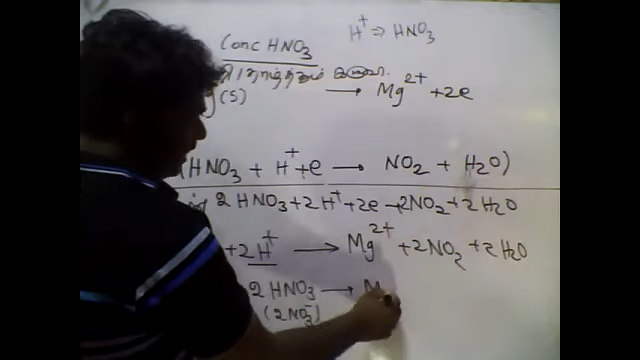 H⁺ ⇒ HNO₃
Conc HNO₃
(S) ⟶ Mg²⁺ + 2e
(HNO₃ + H⁺ + e ⟶ NO₂ + H₂O)
2HNO₃ + 2H⁺ + 2e → 2NO₂ + 2H₂O
+ 2H⁺ ⟶ Mg²⁺ + 2NO₂ + 2H₂O
2HNO₃ ⟶ M
(2NO₃⁻)